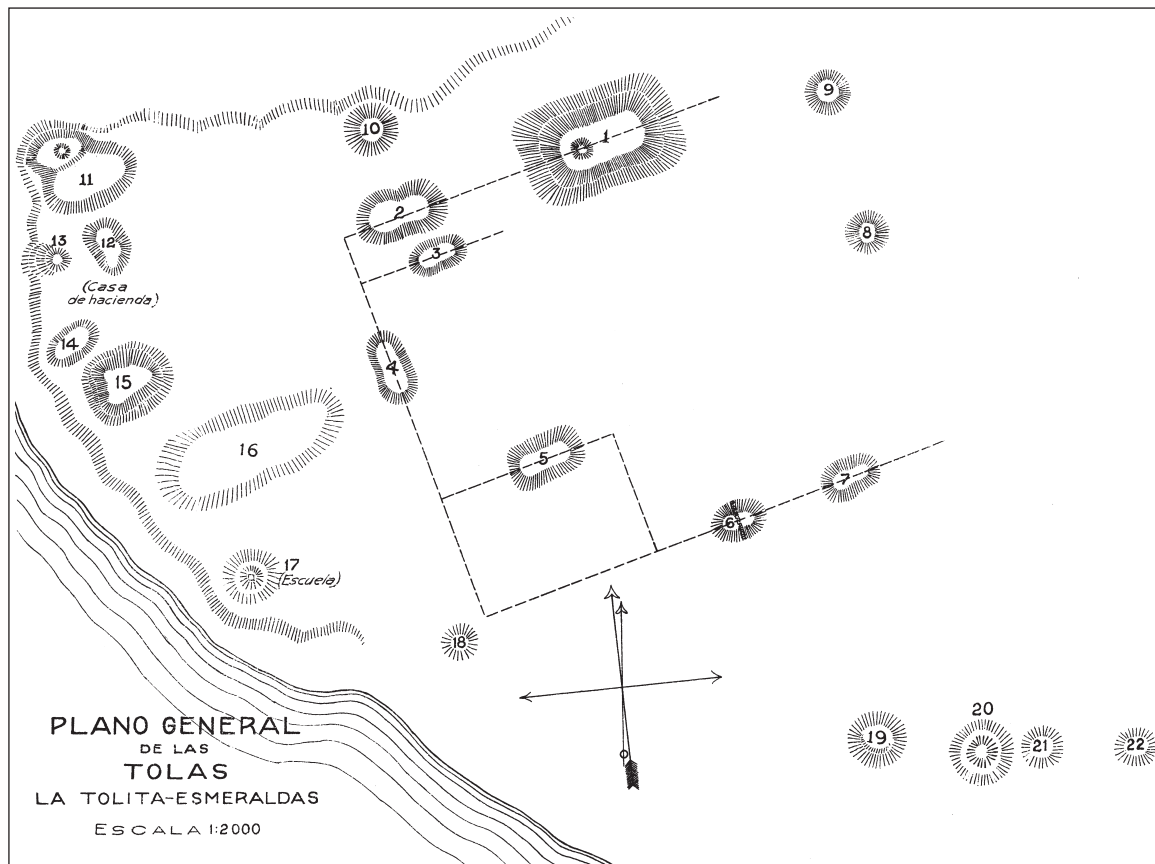 9
1
10
2
8
11
13
12
3
(Casa
de hacienda)
14
4
15
16
5
7
6
17
(Escuela)
18
20
19
21
22
PLANO GENERAL
DE LAS
TOLAS
LA TOLITA-ESMERALDAS
ESCALA 1:2000